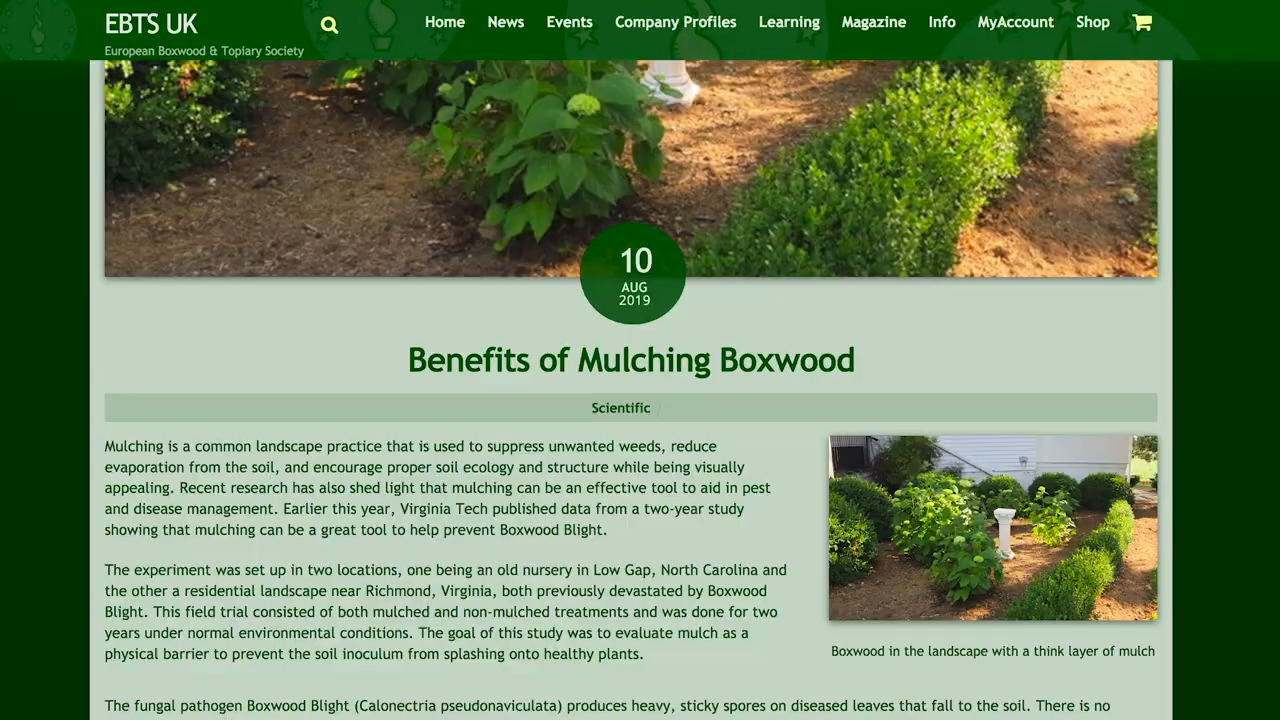 EBTS UK
European Boxwood & Topiary Society
Home News Events Company Profiles Learning Magazine Info MyAccount Shop
10
AUG
2019
Benefits of Mulching Boxwood
Scientific /
Mulching is a common landscape practice that is used to suppress unwanted weeds, reduce
evaporation from the soil, and encourage proper soil ecology and structure while being visually
appealing. Recent research has also shed light that mulching can be an effective tool to aid in pest
and disease management. Earlier this year, Virginia Tech published data from a two-year study
showing that mulching can be a great tool to help prevent Boxwood Blight.
The experiment was set up in two locations, one being an old nursery in Low Gap, North Carolina and
the other a residential landscape near Richmond, Virginia, both previously devastated by Boxwood
Blight. This field trial consisted of both mulched and non-mulched treatments and was done for two
years under normal environmental conditions. The goal of this study was to evaluate mulch as a
physical barrier to prevent the soil inoculum from splashing onto healthy plants.
Boxwood in the landscape with a think layer of mulch
The fungal pathogen Boxwood Blight (Calonectria pseudonaviculata) produces heavy, sticky spores on diseased leaves that fall to the soil. There is no